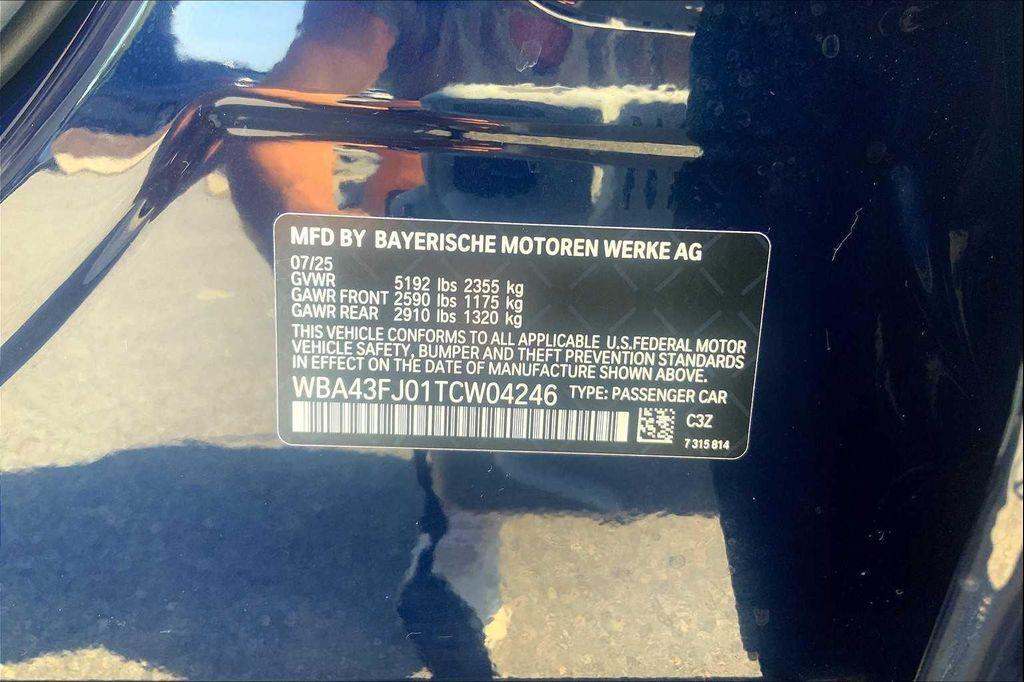 MFD BY BAYERISCHE MOTOREN WERKE AG
07/25
GVWR 5192 lbs 2355 kg
GAWR FRONT 2590 lbs 1175 kg
GAWR REAR 2910 lbs 1320 kg
THIS VEHICLE CONFORMS TO ALL APPLICABLE U.S.FEDERAL MOTOR
VEHICLE SAFETY, BUMPER AND THEFT PREVENTION STANDARDS
IN EFFECT ON THE DATE OF MANUFACTURE SHOWN ABOVE.
WBA43FJ01TCW04246 TYPE: PASSENGER CAR
C3Z
7 315 814